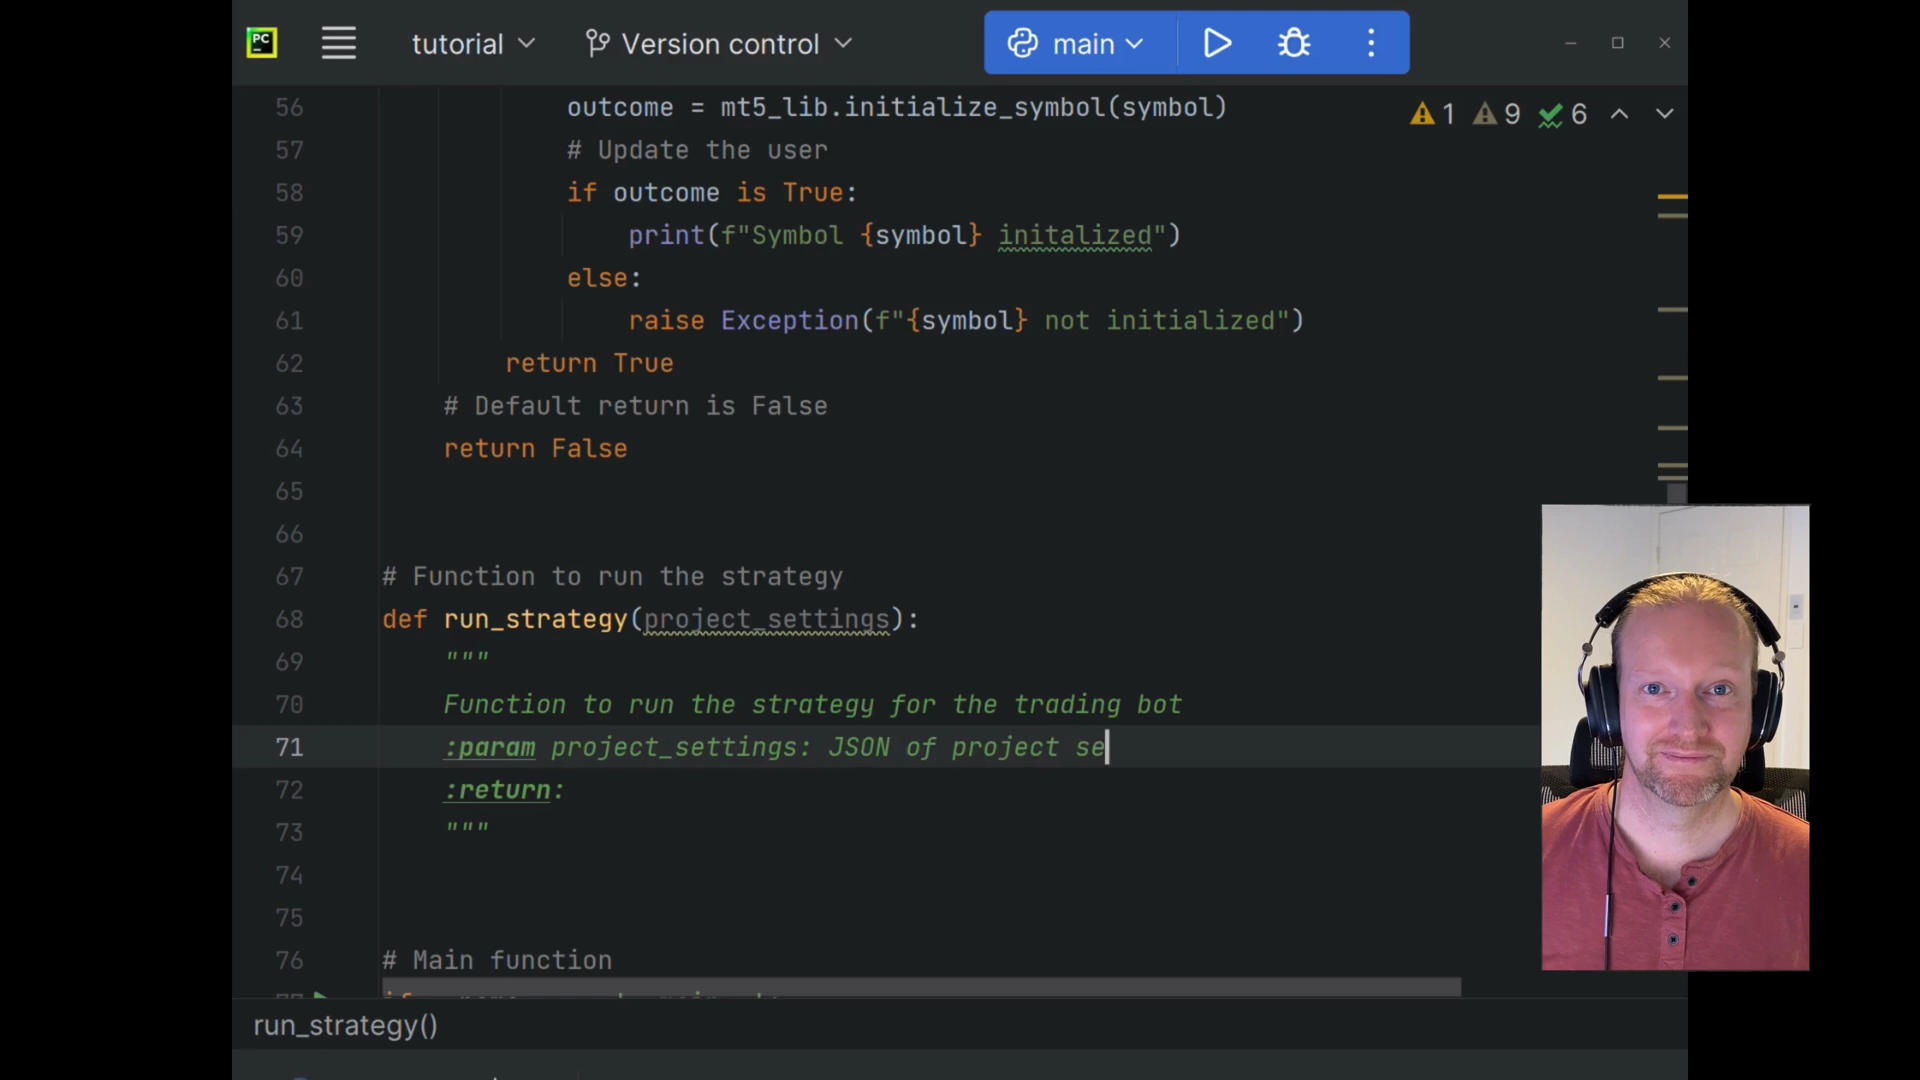 PC
tutorial
Version control
main
56 outcome = mt5_lib.initialize_symbol(symbol)
1 9 6
57 # Update the user
58 if outcome is True:
59 print(f"Symbol {symbol} initalized")
60 else:
61 raise Exception(f"{symbol} not initialized")
62 return True
63 # Default return is False
64 return False
65
66
67 # Function to run the strategy
68 def run_strategy(project_settings):
69 """
70 Function to run the strategy for the trading bot
71 :param project_settings: JSON of project se
72 :return:
73 """
74
75
76 # Main function
run_strategy()